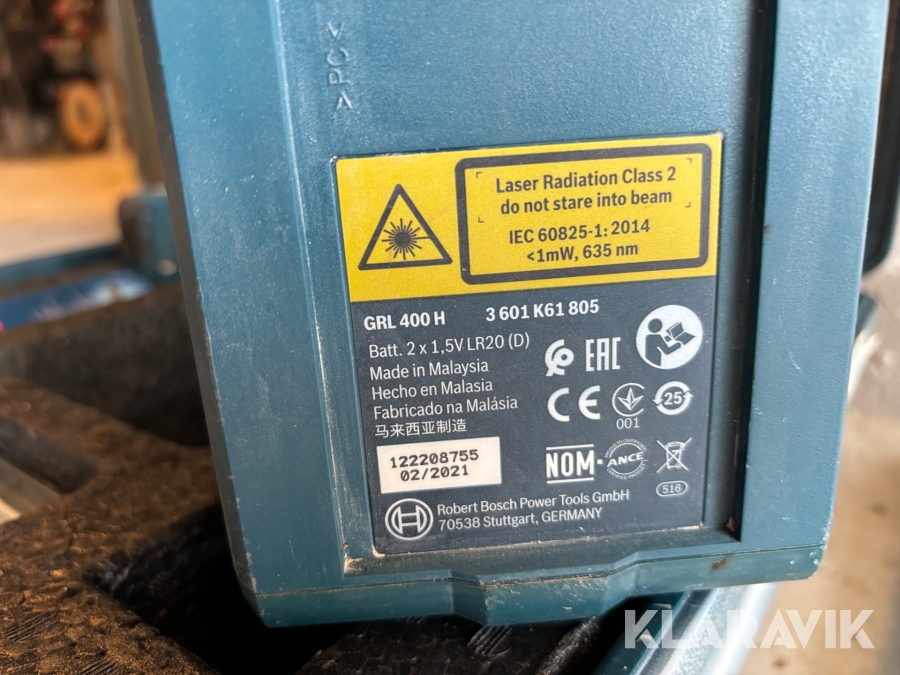 >PC<
Laser Radiation Class 2
do not stare into beam
IEC 60825-1: 2014
<1mW, 635 nm
GRL 400 H 3 601 K61 805
Batt. 2 x 1,5V LR20 (D)
Made in Malaysia
Hecho en Malasia
Fabricado na Malásia
马来西亚制造
EAC
CE
001
25
122208755
02/2021
NOM-
ANCE
516
Robert Bosch Power Tools GmbH
70538 Stuttgart, GERMANY
KLARAVIK